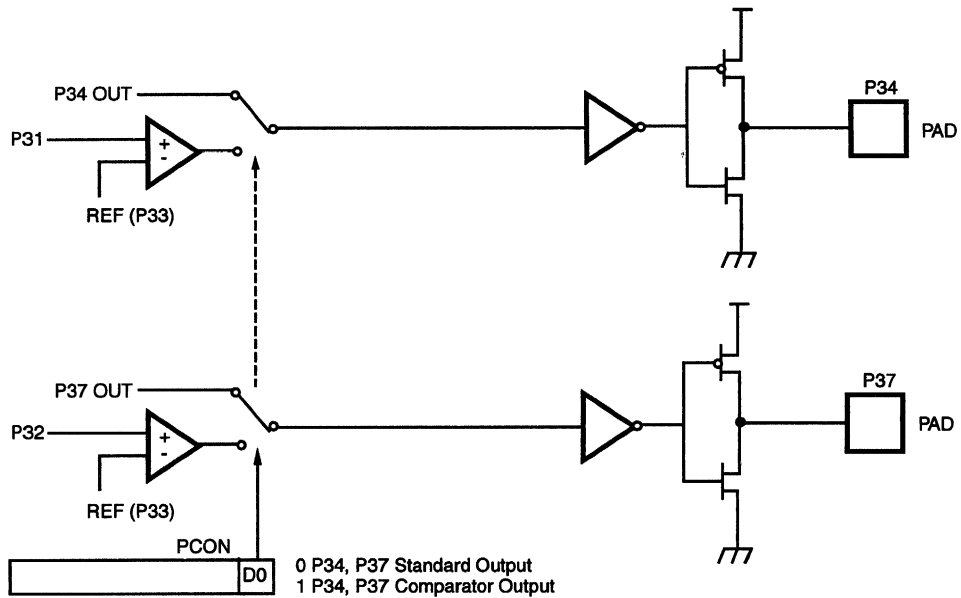 P34
P34 OUT
P31
+
-
PAD
REF (P33)
P37 OUT
P37
P32
+
-
PAD
REF (P33)
PCON
D0
0 P34, P37 Standard Output
1 P34, P37 Comparator Output